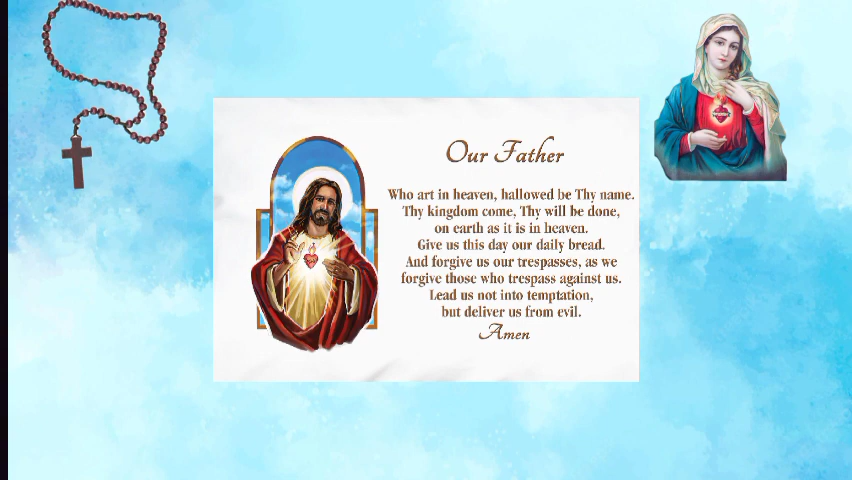 Our Father
Who art in heaven, hallowed be Thy name.
Thy kingdom come, Thy will be done,
on earth as it is in heaven.
Give us this day our daily bread.
And forgive us our trespasses, as we
forgive those who trespass against us.
Lead us not into temptation,
but deliver us from evil.
Amen